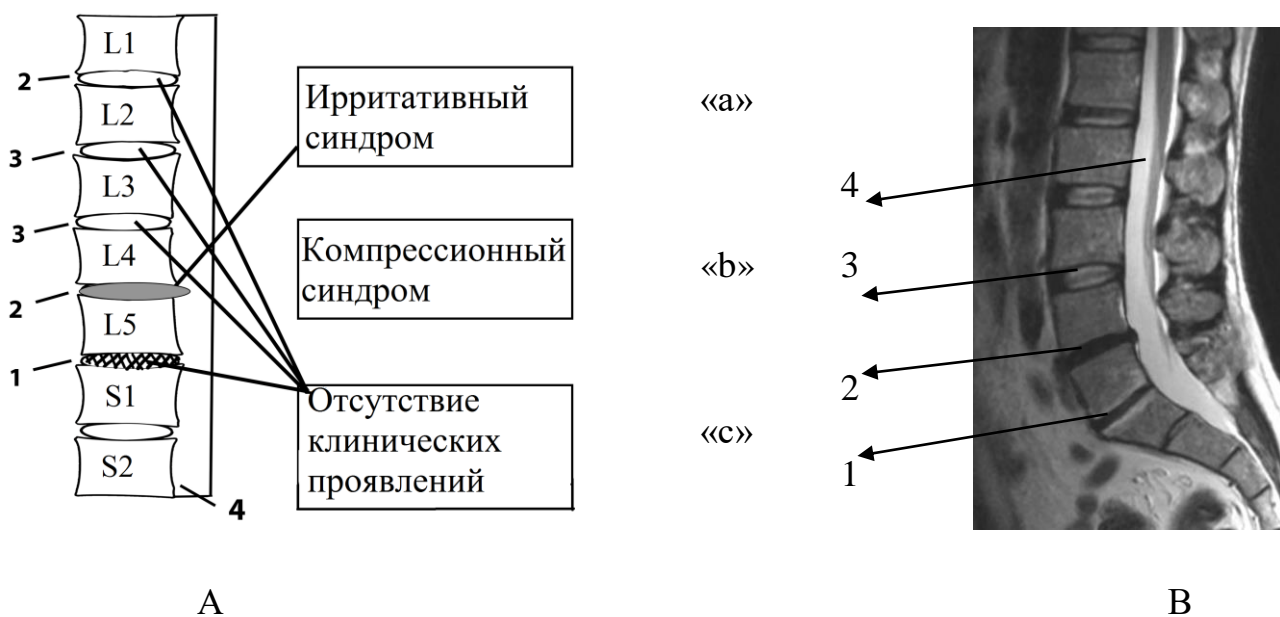 L1
2
L2
3
L3
3
L4
2
L5
1
S1
S2
4
Ирритативный
синдром
Компрессионный
синдром
Отсутствие
клинических
проявлений
«a»
«b»
«c»
4
3
2
1
A
B